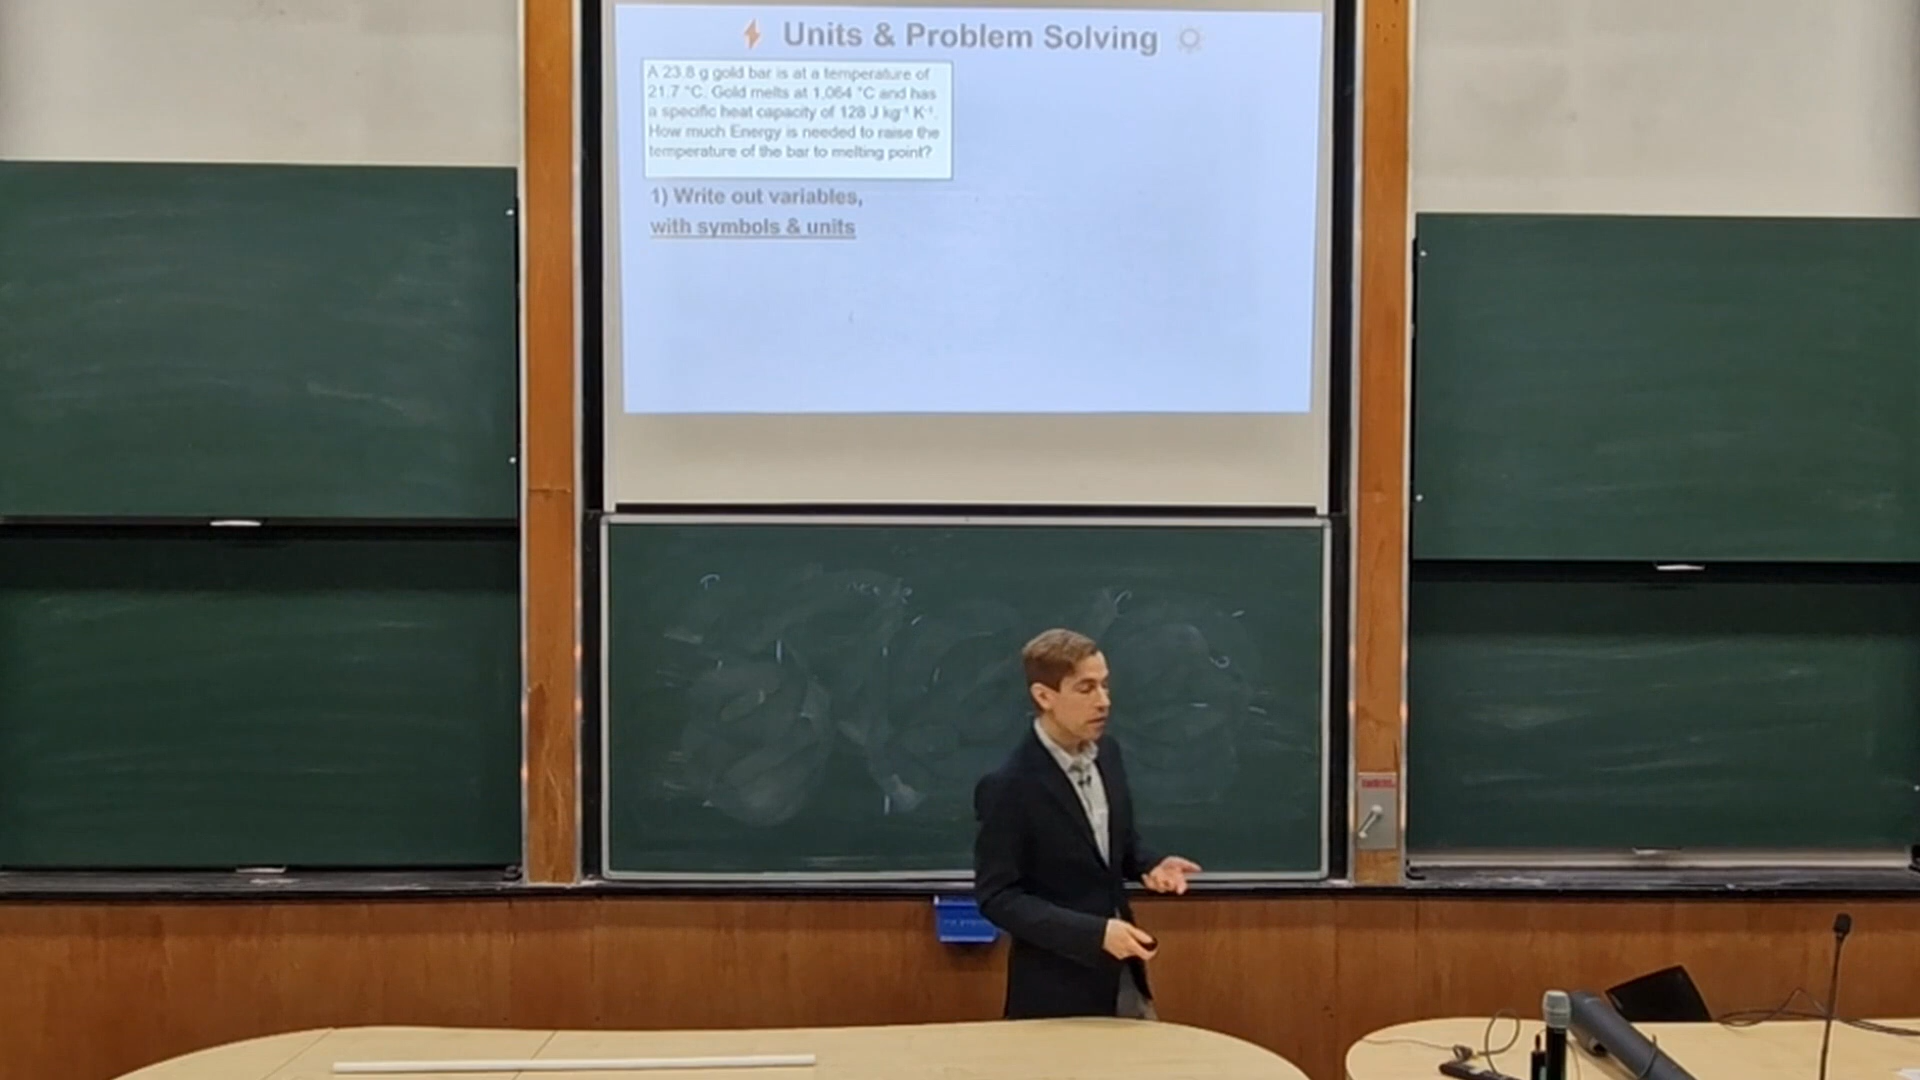 Units & Problem Solving
A 23.8 g gold bar is at a temperature of
21.7 °C. Gold melts at 1,064 °C and has
a specific heat capacity of 128 J kg⁻¹ K⁻¹.
How much Energy is needed to raise the
temperature of the bar to melting point?
1) Write out variables,
with symbols & units